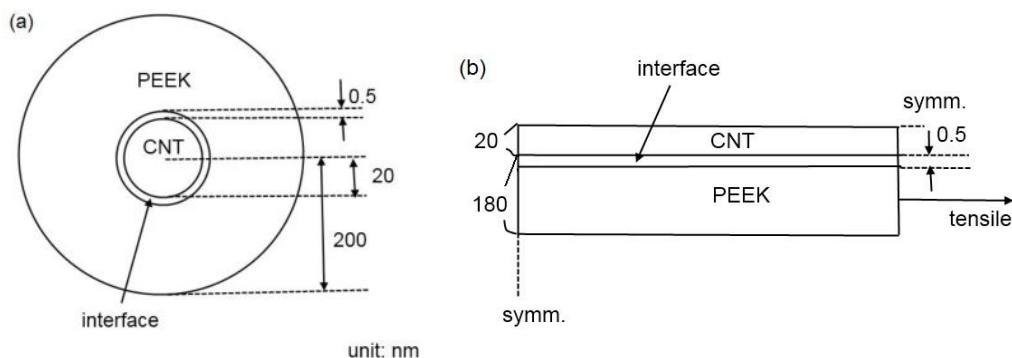 (a)
PEEK
0.5
CNT
20
200
interface
unit: nm
(b)
interface
symm.
20
CNT
0.5
180
PEEK
tensile
symm.